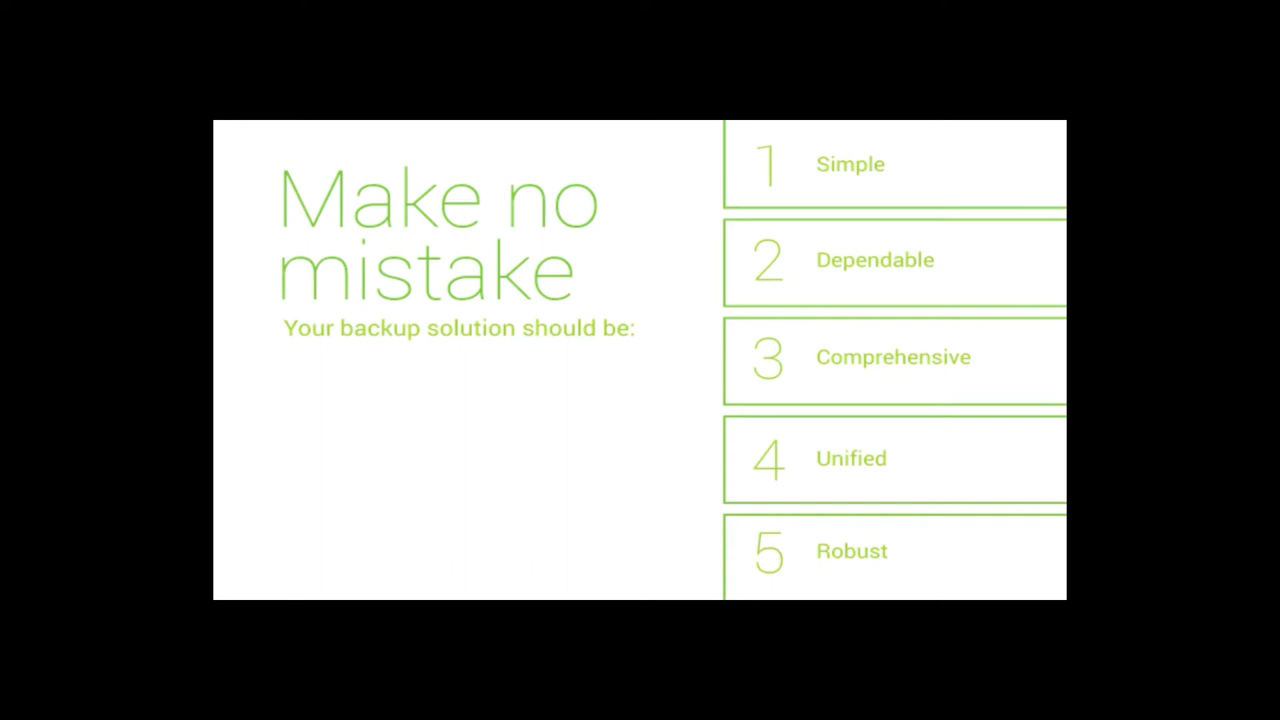 Make no
mistake
Your backup solution should be:
1 Simple
2 Dependable
3 Comprehensive
4 Unified
5 Robust